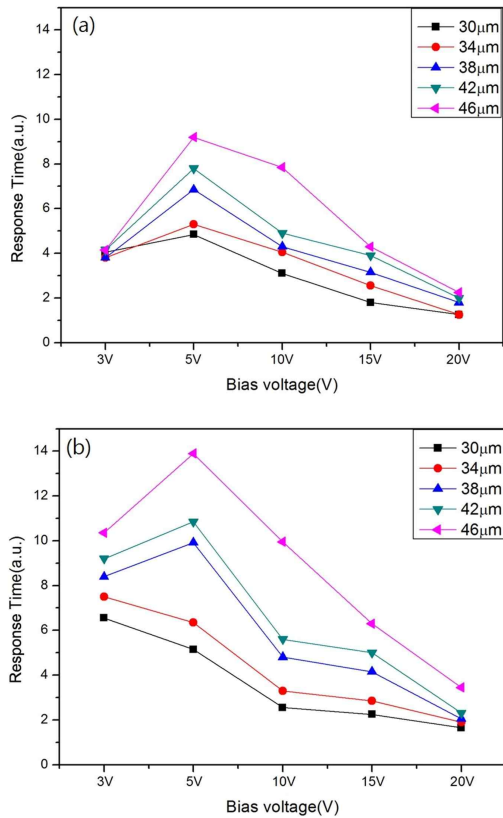 (a)
30μm
34μm
38μm
42μm
46μm
14
12
10
8
6
4
2
0
Response Time(a.u.)
3V 5V 10V 15V 20V
Bias voltage(V)
(b)
30μm
34μm
38μm
42μm
46μm
14
12
10
8
6
4
2
0
Response Time(a.u.)
3V 5V 10V 15V 20V
Bias voltage(V)